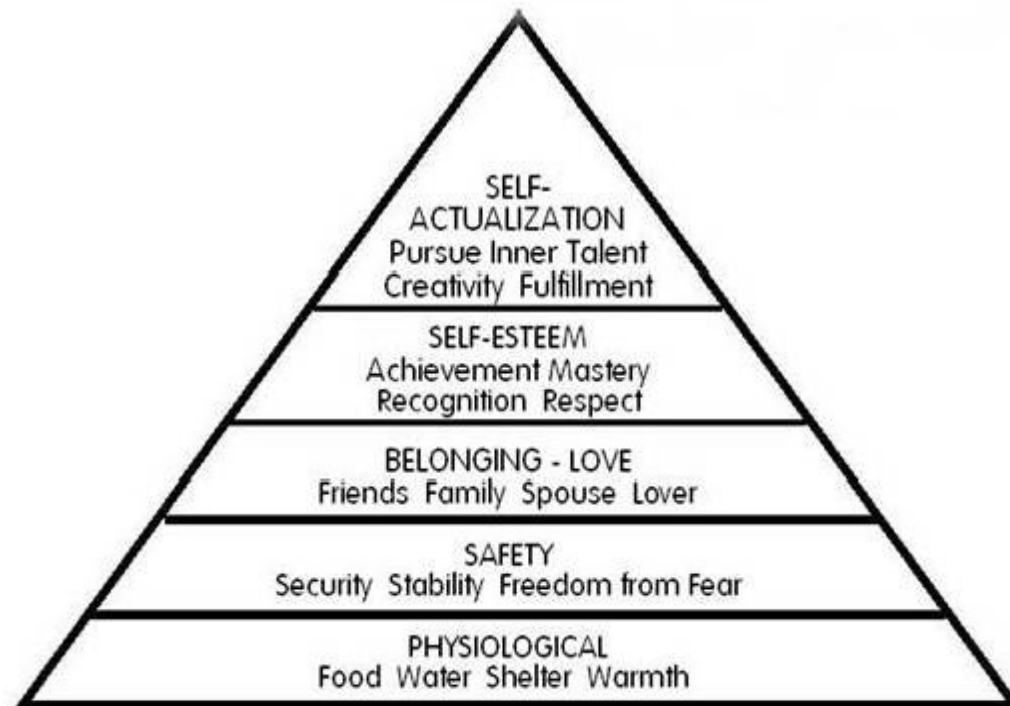 SELF-
ACTUALIZATION
Pursue Inner Talent
Creativity Fulfillment
SELF-ESTEEM
Achievement Mastery
Recognition Respect
BELONGING - LOVE
Friends Family Spouse Lover
SAFETY
Security Stability Freedom from Fear
PHYSIOLOGICAL
Food Water Shelter Warmth